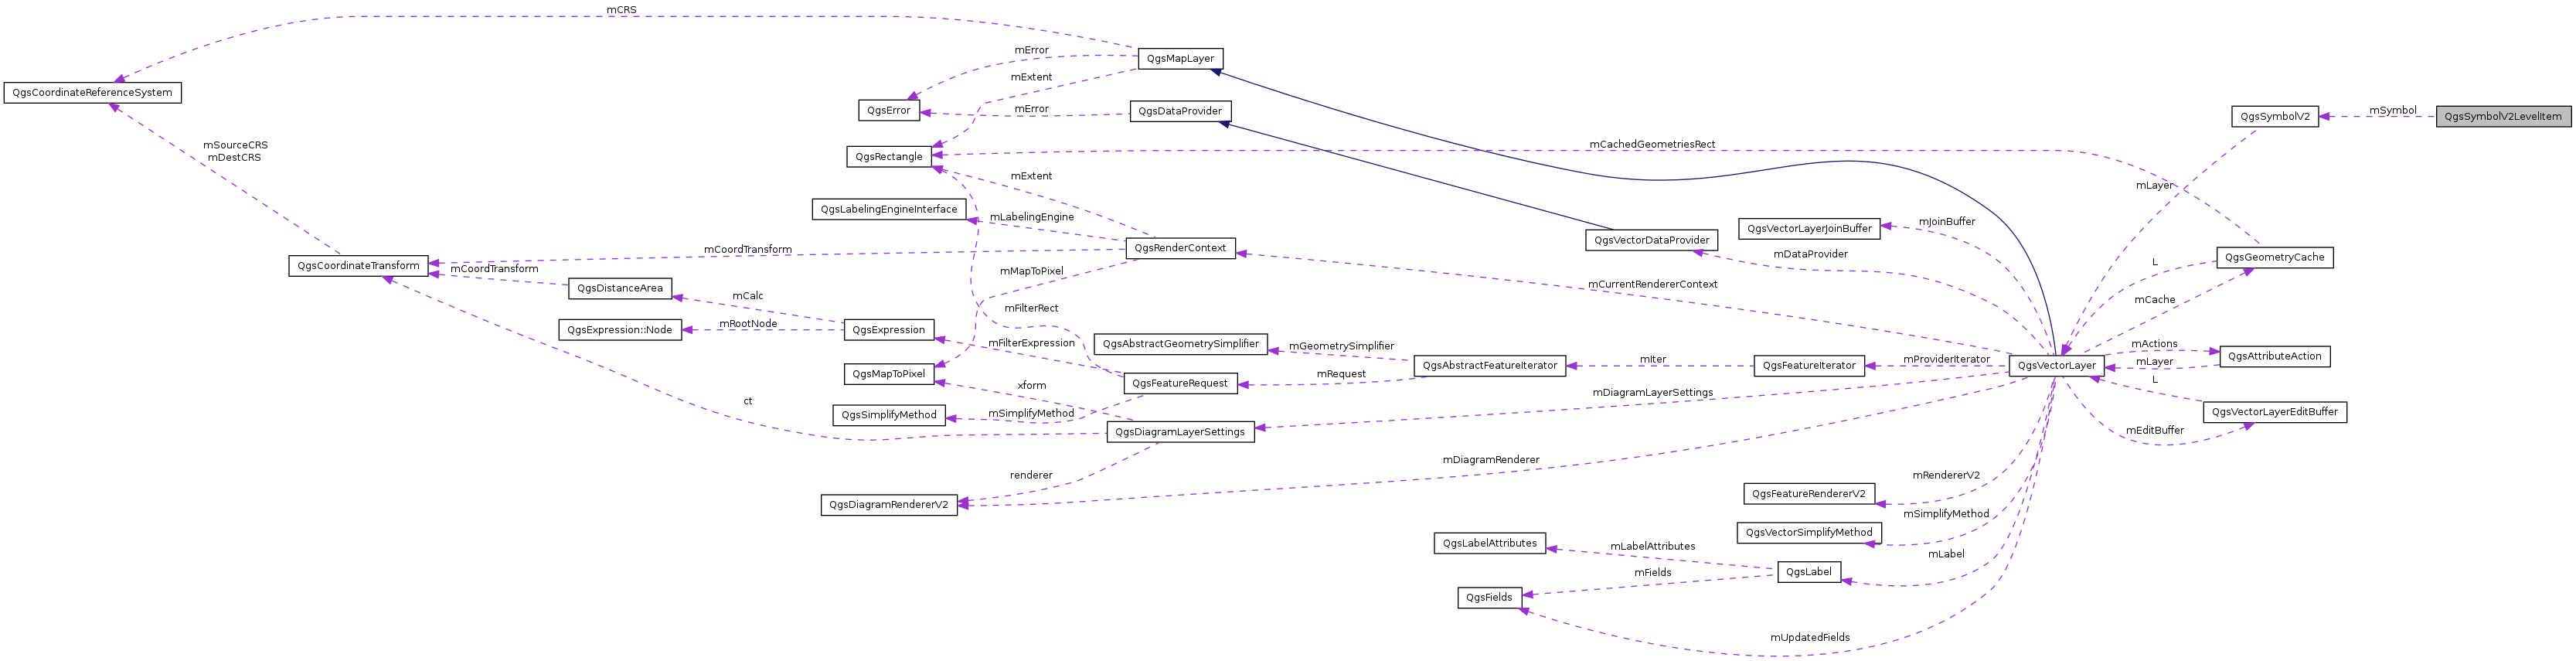 mCRS
mError
QgsMapLayer
mExtent
QgsCoordinateReferenceSystem
QgsError
mError
QgsDataProvider
mSymbol
QgsSymbolV2
QgsSymbolV2LevelItem
mSourceCRS
mDestCRS
QgsRectangle
mCachedGeometriesRect
mExtent
mLayer
QgsLabelingEngineInterface
mLabelingEngine
QgsVectorLayerJoinBuffer
mJoinBuffer
QgsVectorDataProvider
mCoordTransform
QgsRenderContext
mDataProvider
QgsGeometryCache
L
QgsCoordinateTransform
mCoordTransform
mMapToPixel
QgsDistanceArea
mCurrentRendererContext
mCalc
mCache
mFilterRect
mRootNode
QgsExpression::Node
QgsExpression
mFilterExpression
QgsAbstractGeometrySimplifier
mGeometrySimplifier
mActions
QgsAttributeAction
mIter
mProviderIterator
mLayer
QgsAbstractFeatureIterator
QgsFeatureIterator
QgsVectorLayer
QgsMapToPixel
mRequest
L
xform
QgsFeatureRequest
mDiagramLayerSettings
ct
QgsSimplifyMethod
mSimplifyMethod
QgsVectorLayerEditBuffer
QgsDiagramLayerSettings
mEditBuffer
mDiagramRenderer
renderer
mRendererV2
QgsFeatureRendererV2
QgsDiagramRendererV2
mSimplifyMethod
QgsVectorSimplifyMethod
QgsLabelAttributes
mLabelAttributes
mLabel
mFields
QgsLabel
QgsFields
mUpdatedFields